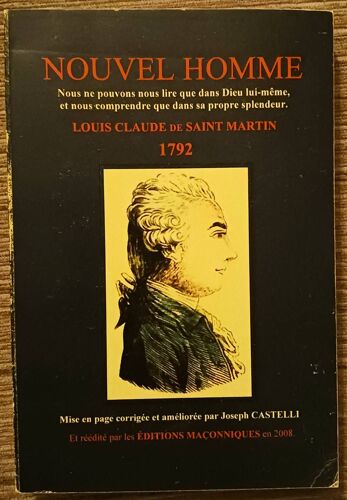 NOUVEL HOMME
Nous ne pouvons nous lire que dans Dieu lui-même,
et nous comprendre que dans sa propre splendeur.
LOUIS CLAUDE DE SAINT MARTIN
1792
Mise en page corrigée et améliorée par Joseph CASTELLI
Et réédité par les ÉDITIONS MAÇONNIQUES en 2008.